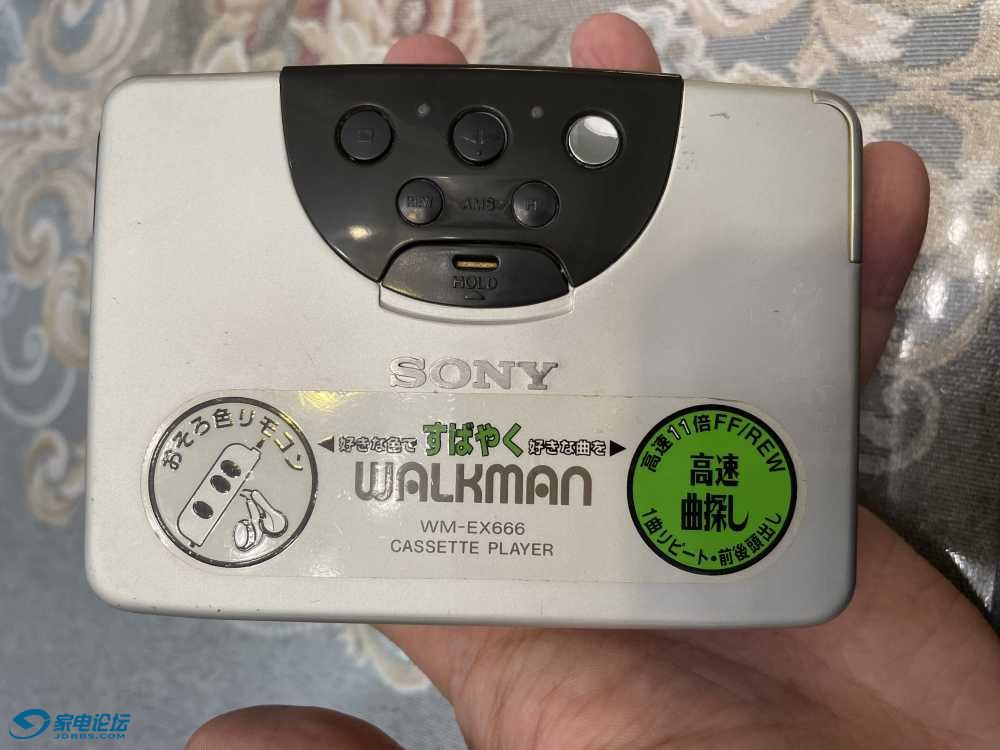 REW AMS FF
HOLD
SONY
おそろ色リモコン
好きな色で すばやく 好きな曲を
WALKMAN
WM-EX666
CASSETTE PLAYER
高速11倍FF/REW
高速
曲探し
1曲リピート・前後頭出し
家电论坛
JDBBS.COM